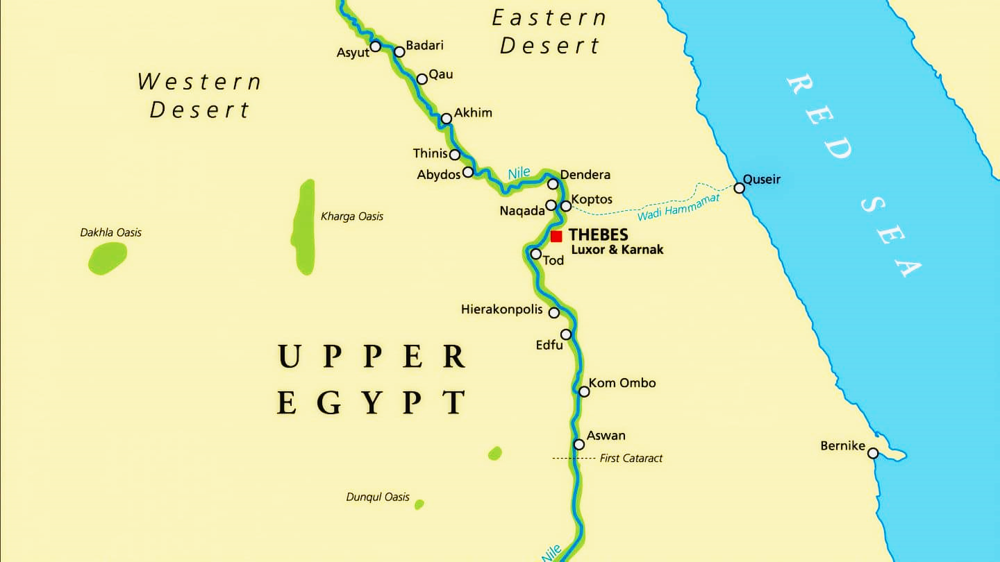 Eastern
Desert
Asyut
Badari
Western
Desert
Qau
Akhim
Thinis
Abydos
Nile
Dendera
Quseir
Naqada
Koptos
Wadi Hammamat
RED SEA
Kharga Oasis
Dakhla Oasis
THEBES
Luxor & Karnak
Tod
Hierakonpolis
Edfu
UPPER
EGYPT
Kom Ombo
Aswan
First Cataract
Bernike
Dunqul Oasis
Nile